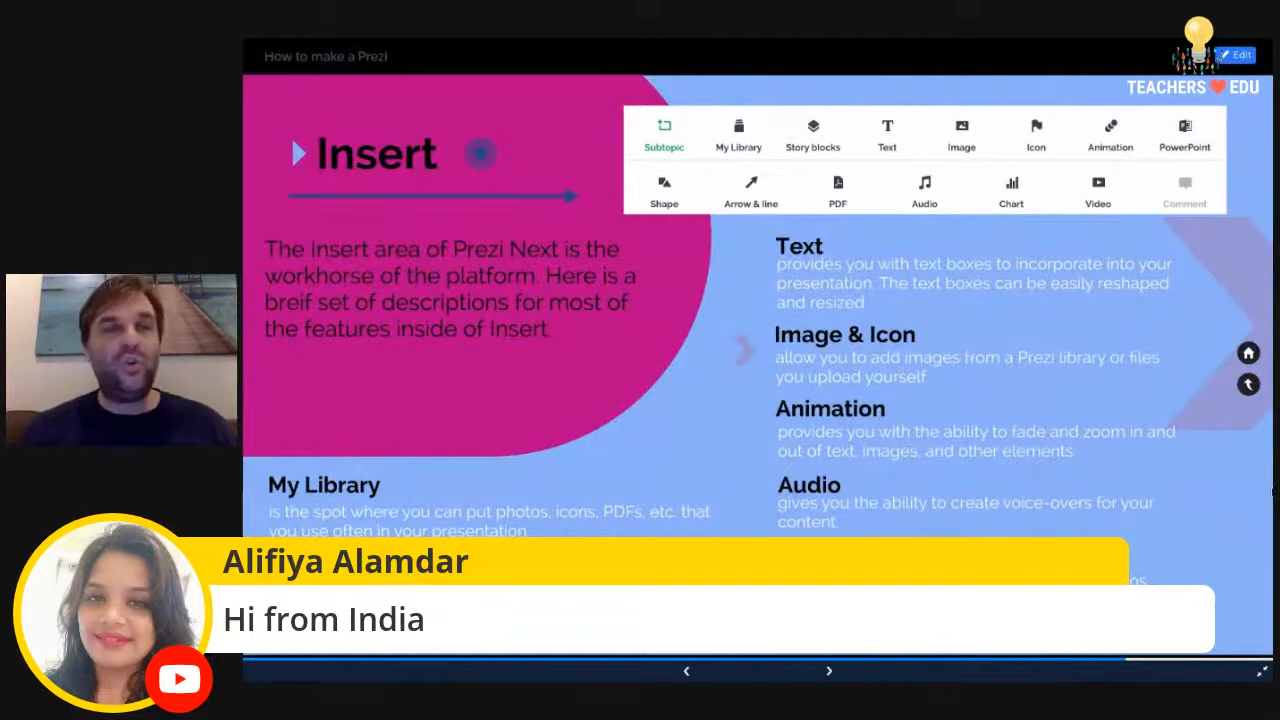 How to make a Prezi
Edit
TEACHERS EDU
Insert
Subtopic My Library Story blocks Text Image Icon Animation PowerPoint
Shape Arrow & line PDF Audio Chart Video Comment
The Insert area of Prezi Next is the
workhorse of the platform. Here is a
breif set of descriptions for most of
the features inside of Insert.
Text
provides you with text boxes to incorporate into your
presentation. The text boxes can be easily reshaped
and resized
Image & Icon
allow you to add images from a Prezi library or files
you upload yourself
Animation
provides you with the ability to fade and zoom in and
out of text, images, and other elements.
Audio
gives you the ability to create voice-overs for your
content.
My Library
is the spot where you can put photos, icons, PDFs, etc. that
you use often in your presentation.
Alifiya Alamdar
Hi from India